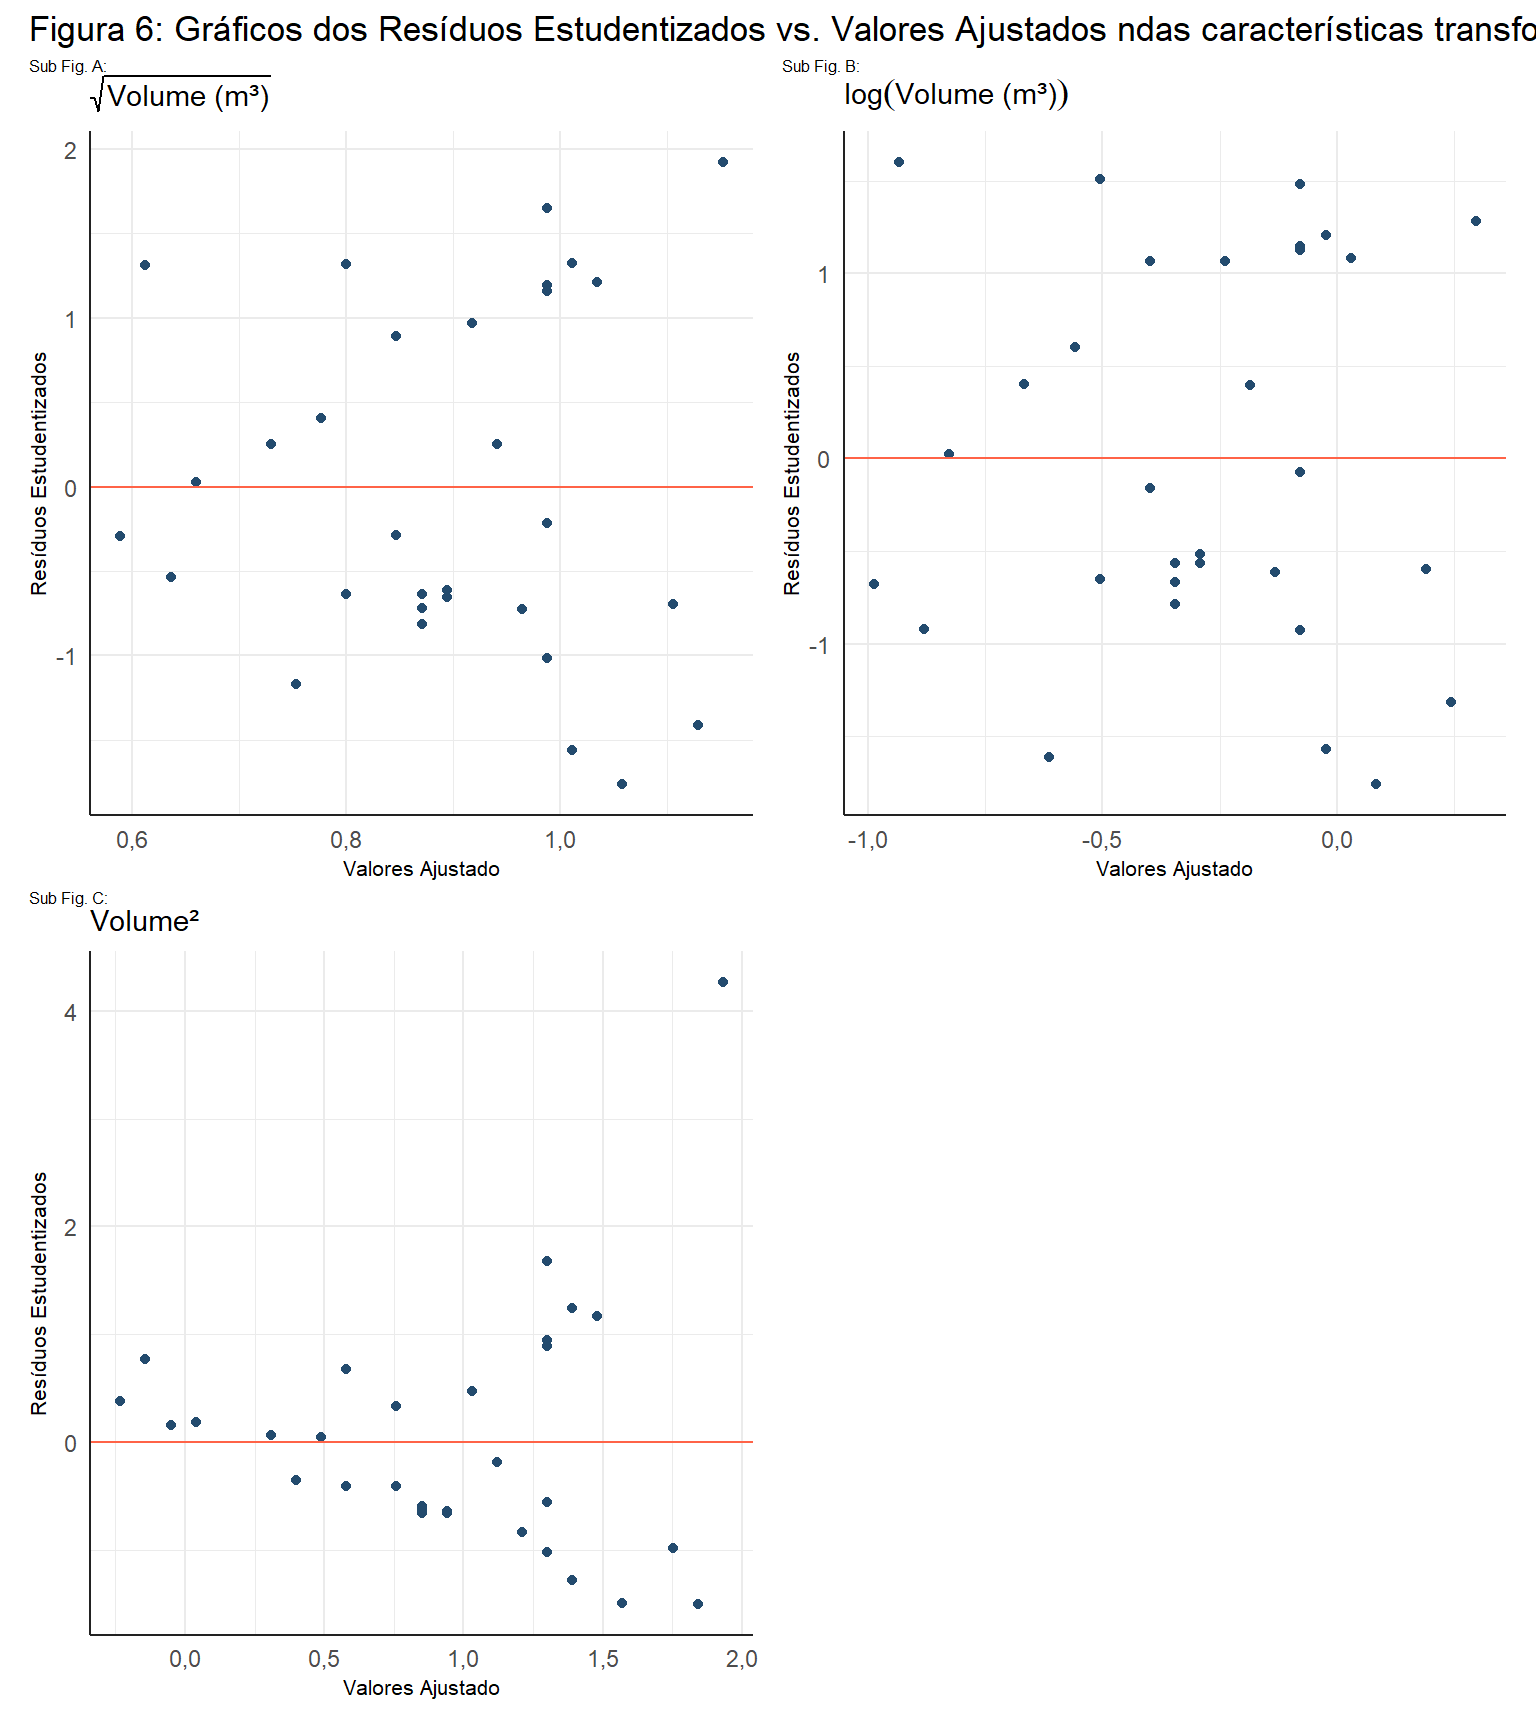 Figura 6: Gráficos dos Resíduos Estudentizados vs. Valores Ajustados ndas características transfo
Sub Fig. A:
√Volume (m³)
2
1
0
-1
Resíduos Estudentizados
0,6 0,8 1,0
Valores Ajustado
Sub Fig. B:
log(Volume (m³))
1
0
-1
Resíduos Estudentizados
-1,0 -0,5 0,0
Valores Ajustado
Sub Fig. C:
Volume²
4
2
0
Resíduos Estudentizados
0,0 0,5 1,0 1,5 2,0
Valores Ajustado